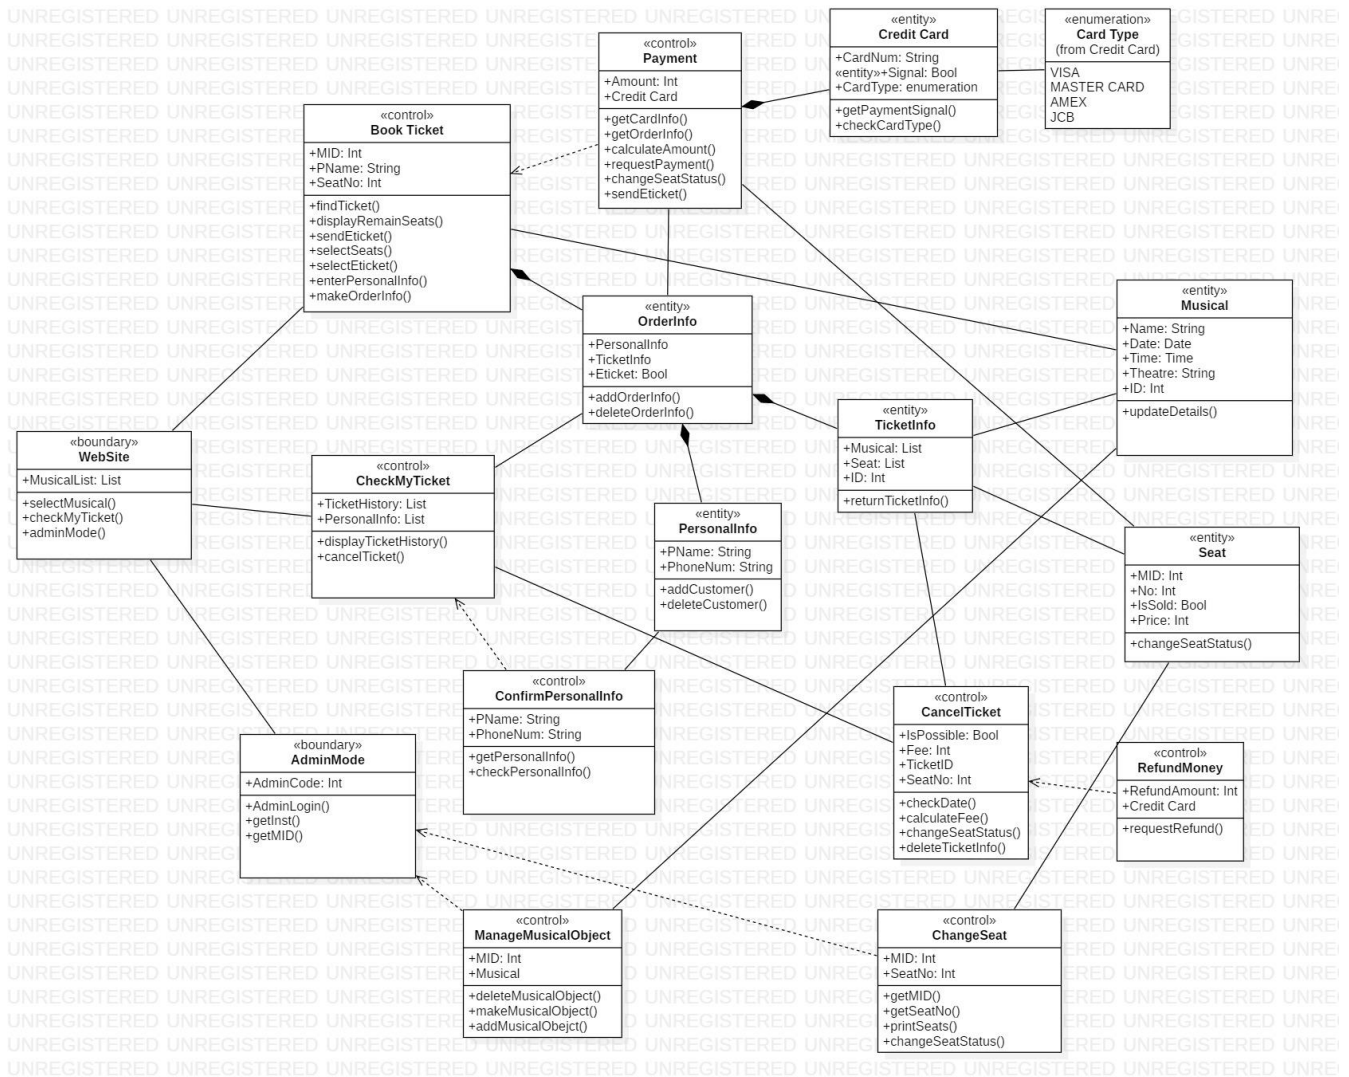 «entity»
Credit Card
+CardNum: String
«entity»+Signal: Bool
+CardType: enumeration
+getPaymentSignal()
+checkCardType()
«enumeration»
Card Type
(from Credit Card)
VISA
MASTER CARD
AMEX
JCB
«control»
Payment
+Amount: Int
+Credit Card
+getCardInfo()
+getOrderInfo()
+calculateAmount()
+requestPayment()
+changeSeatStatus()
+sendEticket()
«control»
Book Ticket
+MID: Int
+PName: String
+SeatNo: Int
+findTicket()
+displayRemainSeats()
+sendEticket()
+selectSeats()
+selectEticket()
+enterPersonalInfo()
+makeOrderInfo()
«entity»
OrderInfo
+PersonalInfo
+TicketInfo
+Eticket: Bool
+addOrderInfo()
+deleteOrderInfo()
«entity»
Musical
+Name: String
+Date: Date
+Time: Time
+Theatre: String
+ID: Int
+updateDetails()
«entity»
TicketInfo
+Musical: List
+Seat: List
+ID: Int
+returnTicketInfo()
«boundary»
WebSite
+MusicalList: List
+selectMusical()
+checkMyTicket()
+adminMode()
«control»
CheckMyTicket
+TicketHistory: List
+PersonalInfo: List
+displayTicketHistory()
+cancelTicket()
«entity»
PersonalInfo
+PName: String
+PhoneNum: String
+addCustomer()
+deleteCustomer()
«entity»
Seat
+MID: Int
+No: Int
+IsSold: Bool
+Price: Int
+changeSeatStatus()
«control»
ConfirmPersonalInfo
+PName: String
+PhoneNum: String
+getPersonalInfo()
+checkPersonalInfo()
«control»
CancelTicket
+IsPossible: Bool
+Fee: Int
+TicketID
+SeatNo: Int
+checkDate()
+calculateFee()
+changeSeatStatus()
+deleteTicketInfo()
«control»
RefundMoney
+RefundAmount: Int
+Credit Card
+requestRefund()
«boundary»
AdminMode
+AdminCode: Int
+AdminLogin()
+getInst()
+getMID()
«control»
ManageMusicalObject
+MID: Int
+Musical
+deleteMusicalObject()
+makeMusicalObject()
+addMusicalObejct()
«control»
ChangeSeat
+MID: Int
+SeatNo: Int
+getMID()
+getSeatNo()
+printSeats()
+changeSeatStatus()
UNREGISTERED